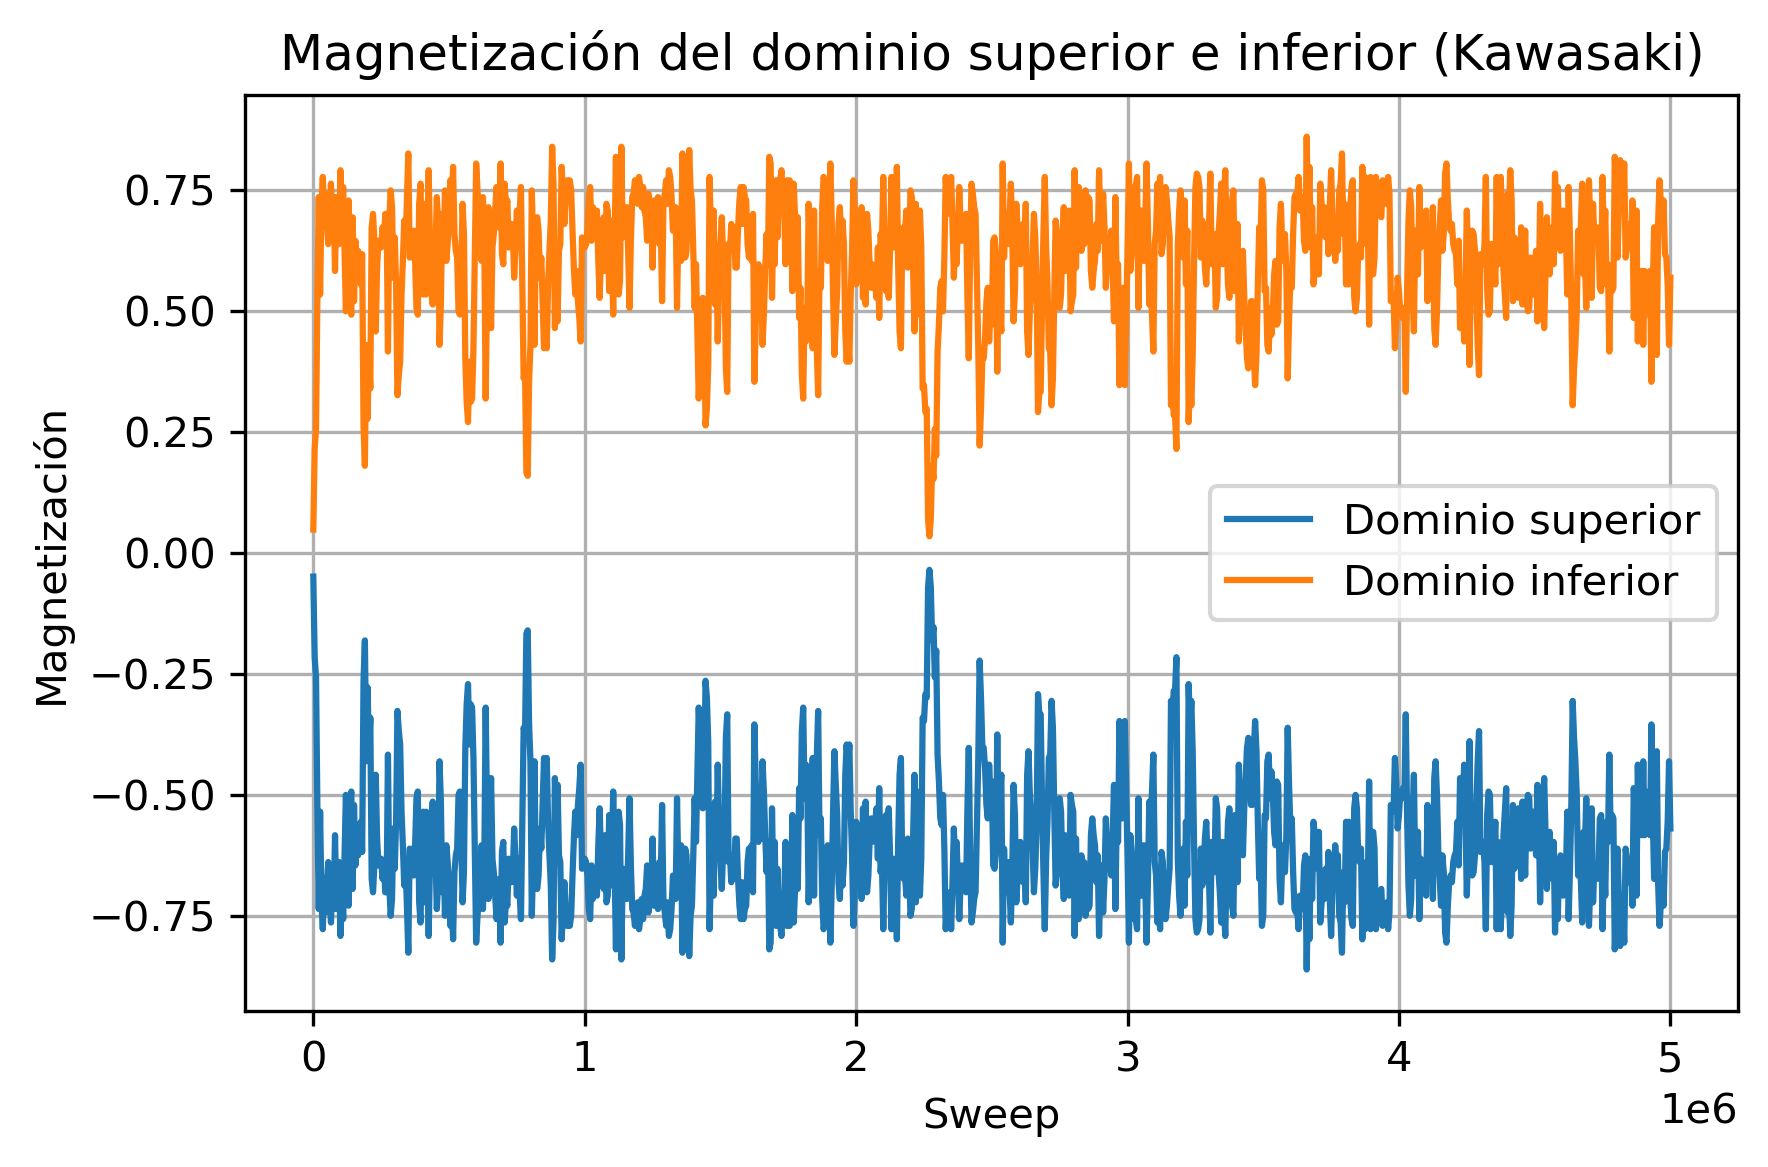 Magnetización del dominio superior e inferior (Kawasaki)
Magnetización
0.75
0.50
0.25
0.00
−0.25
−0.50
−0.75
Dominio superior
Dominio inferior
0 1 2 3 4 5
1e6
Sweep